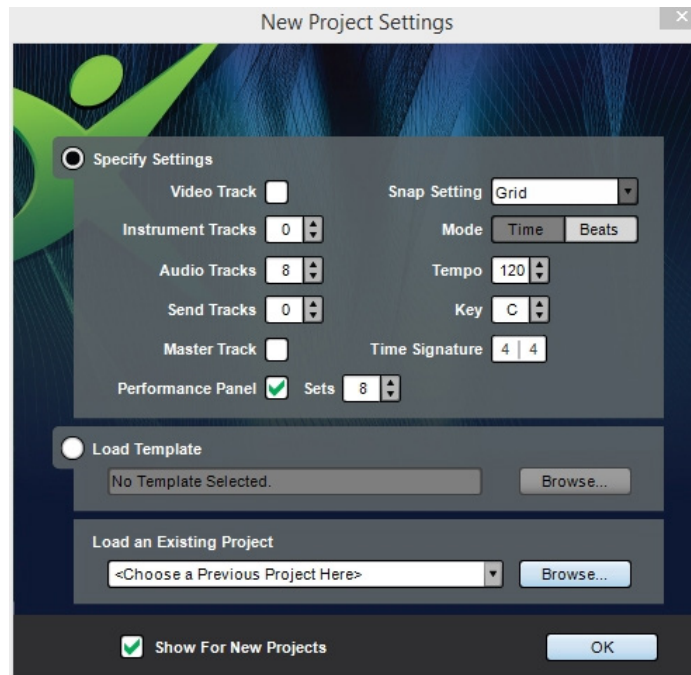 New Project Settings
Specify Settings
Video Track Snap Setting Grid
Instrument Tracks 0 Mode Time Beats
Audio Tracks 8 Tempo 120
Send Tracks 0 Key C
Master Track Time Signature 4 | 4
Performance Panel Sets 8
Load Template
No Template Selected. Browse...
Load an Existing Project
<Choose a Previous Project Here> Browse...
Show For New Projects OK